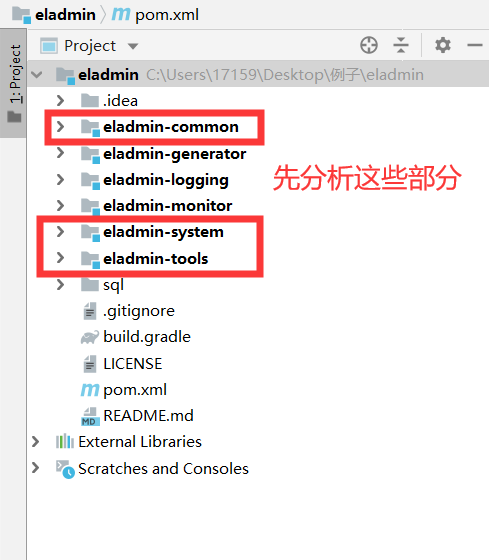 eladmin pom.xml
1: Project
Project
eladmin C:\Users\17159\Desktop\例子\eladmin
.idea
eladmin-common
eladmin-generator
eladmin-logging
先分析这些部分
eladmin-monitor
eladmin-system
eladmin-tools
sql
.gitignore
build.gradle
LICENSE
pom.xml
MD README.md
External Libraries
Scratches and Consoles